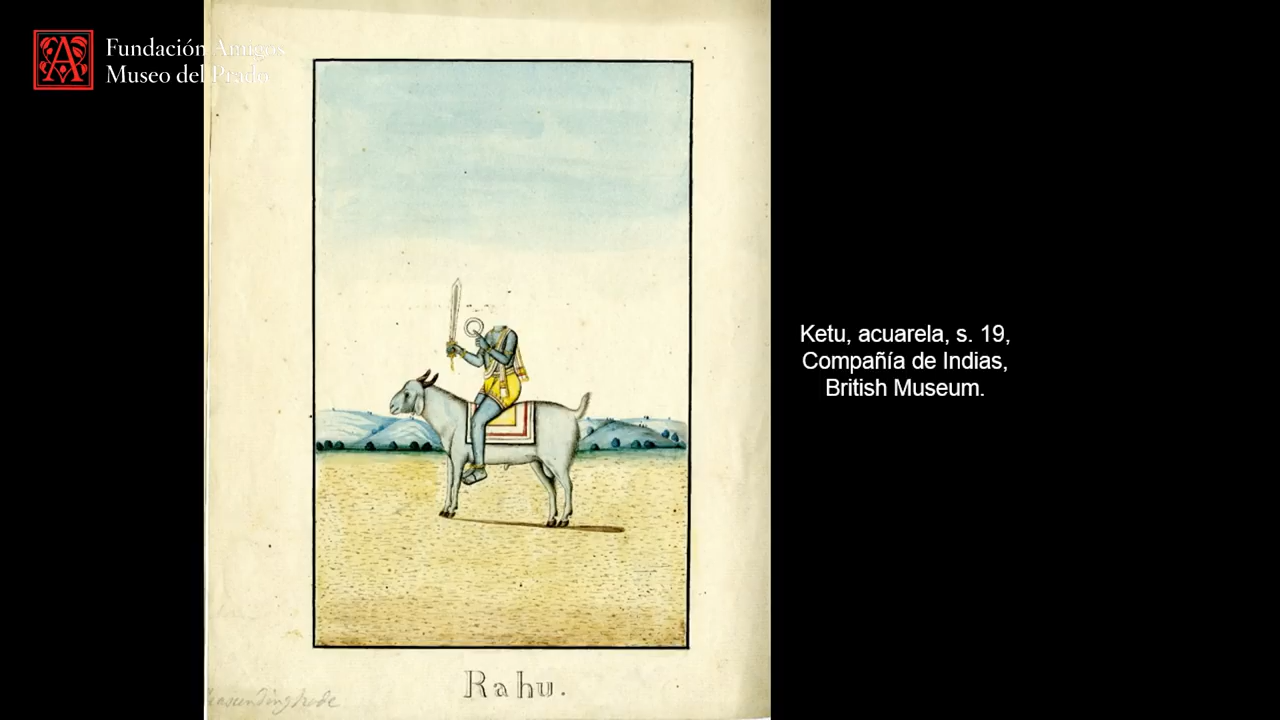 Fundación Amigos
Museo del Prado
Ketu, acuarela, s. 19,
Compañía de Indias,
British Museum.
Rahu.